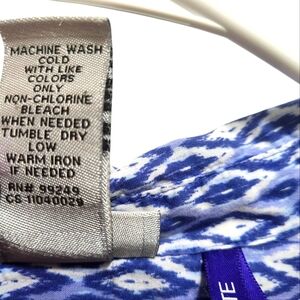 MACHINE WASH
COLD
WITH LIKE
COLORS
ONLY
NON-CHLORINE
BLEACH
WHEN NEEDED
TUMBLE DRY
LOW
WARM IRON
IF NEEDED
RN# 99249
CS 11040029